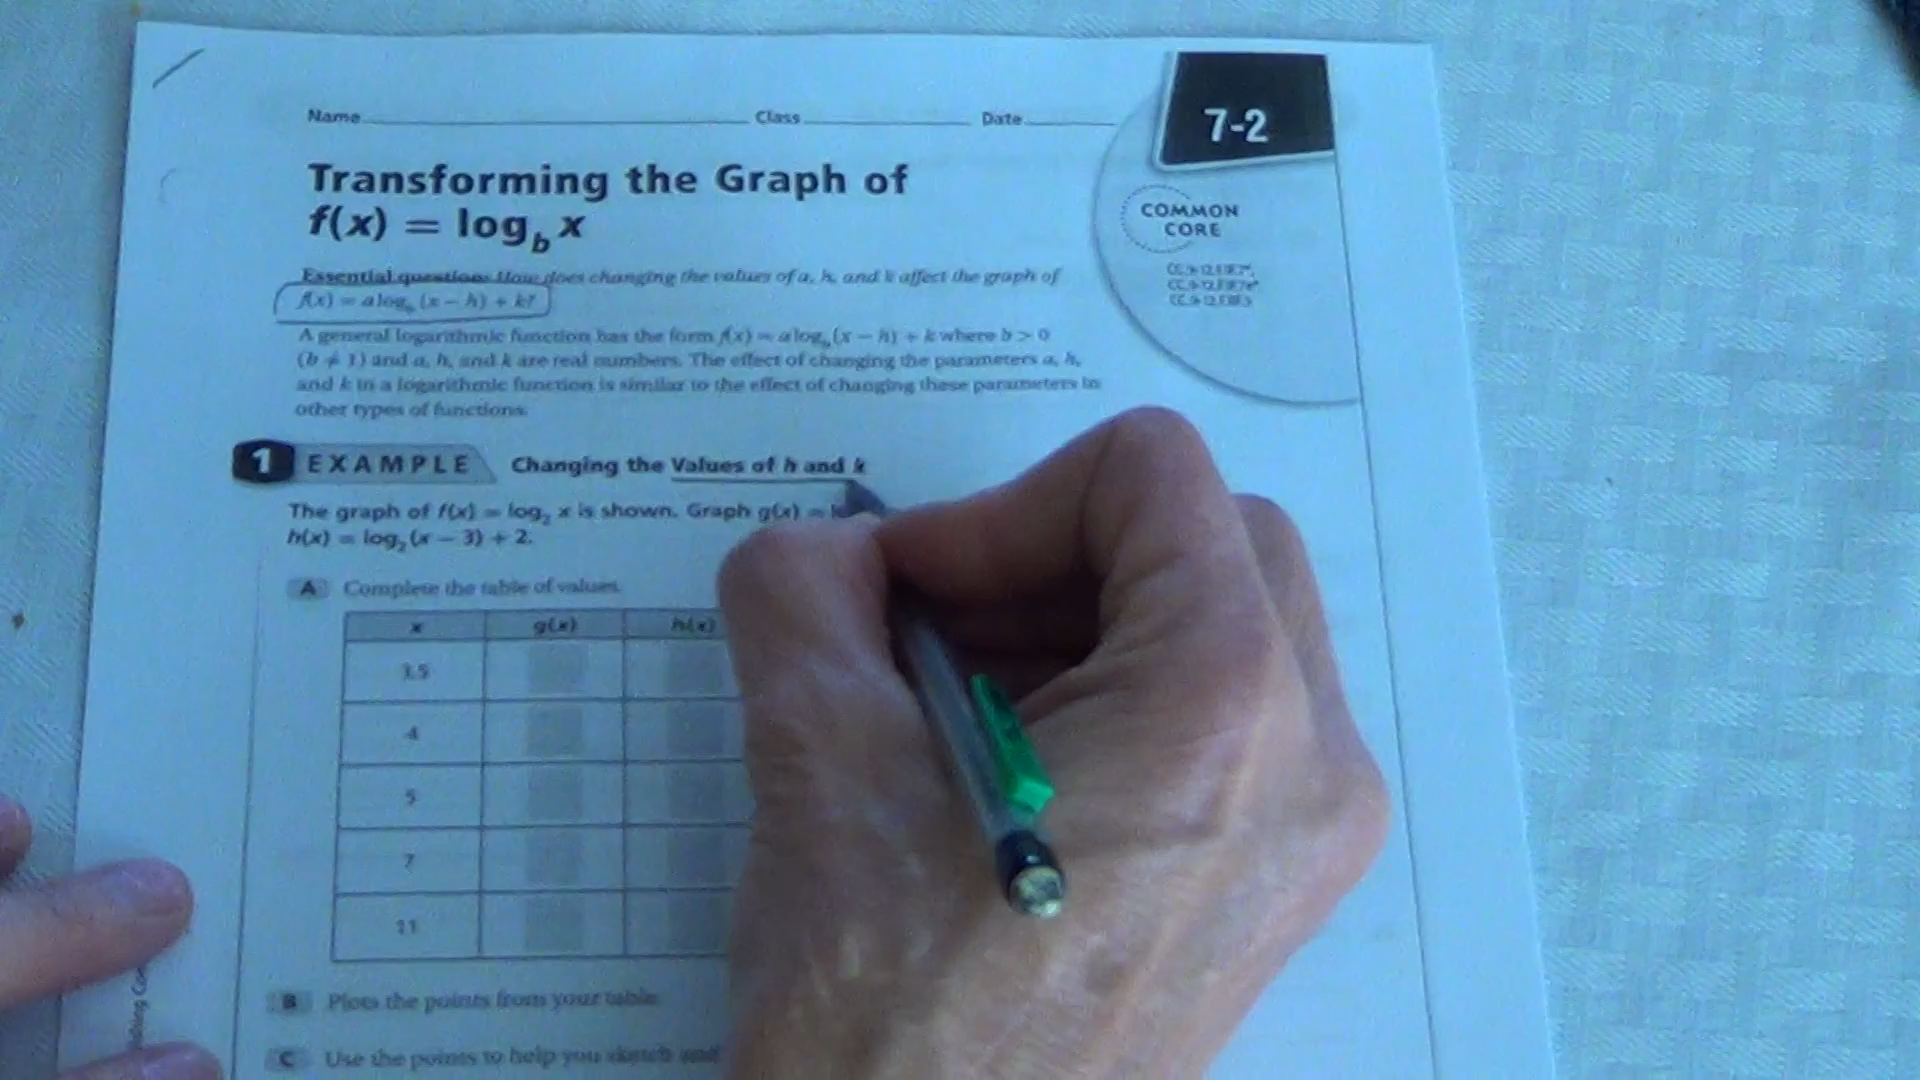 Name Class Date
7-2
Transforming the Graph of
f(x) = log_b x
COMMON
CORE
Essential question: How does changing the values of a, h, and k affect the graph of
f(x) = a log_b (x − h) + k?
A general logarithmic function has the form f(x) = a log_b (x − h) + k where b > 0
(b ≠ 1) and a, h, and k are real numbers. The effect of changing the parameters a, h,
and k in a logarithmic function is similar to the effect of changing these parameters in
other types of functions.
1 EXAMPLE Changing the Values of h and k
The graph of f(x) = log₂ x is shown. Graph g(x) =
h(x) = log₂ (x − 3) + 2.
A Complete the table of values.
x g(x) h(x)
3.5
4
5
7
11
B Plot the points from your table.
C Use the points to help you sketch and